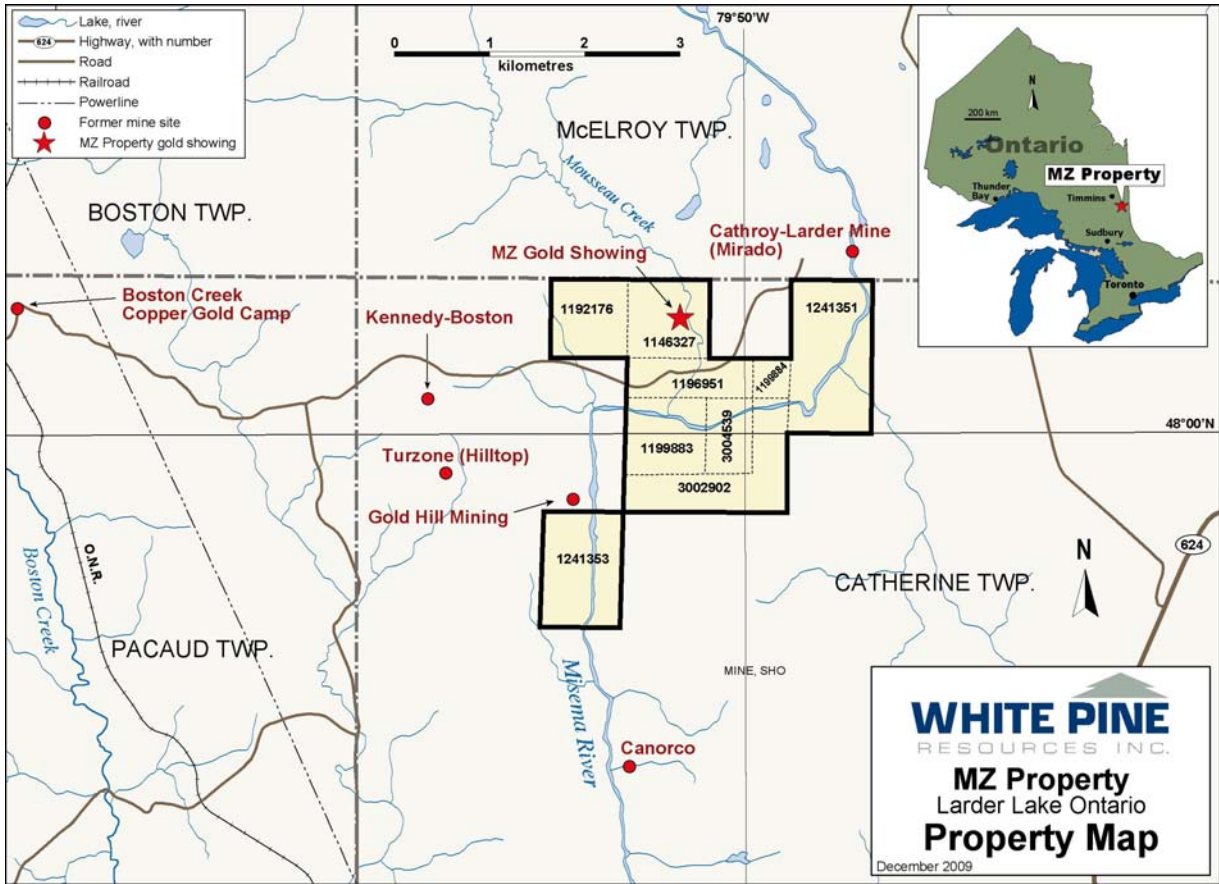 Lake, river
624
Highway, with number
Road
Railroad
Powerline
Former mine site
MZ Property gold showing
0 1 2 3
kilometres
79°50'W
N
200 km
Ontario
MZ Property
Thunder
Bay
Timmins
Sudbury
Toronto
McELROY TWP.
Mousseau Creek
BOSTON TWP.
Cathroy-Larder Mine
(Mirado)
MZ Gold Showing
Boston Creek
Copper Gold Camp
Kennedy-Boston
1192176
1146327
1241351
1196951
1199884
48°00'N
1199883
3004539
3002902
Turzone (Hilltop)
Gold Hill Mining
1241353
O.N.R.
Boston Creek
PACAUD TWP.
Misema River
CATHERINE TWP.
N
624
MINE, SHO
Canorco
WHITE PINE
RESOURCES INC.
MZ Property
Larder Lake Ontario
Property Map
December 2009